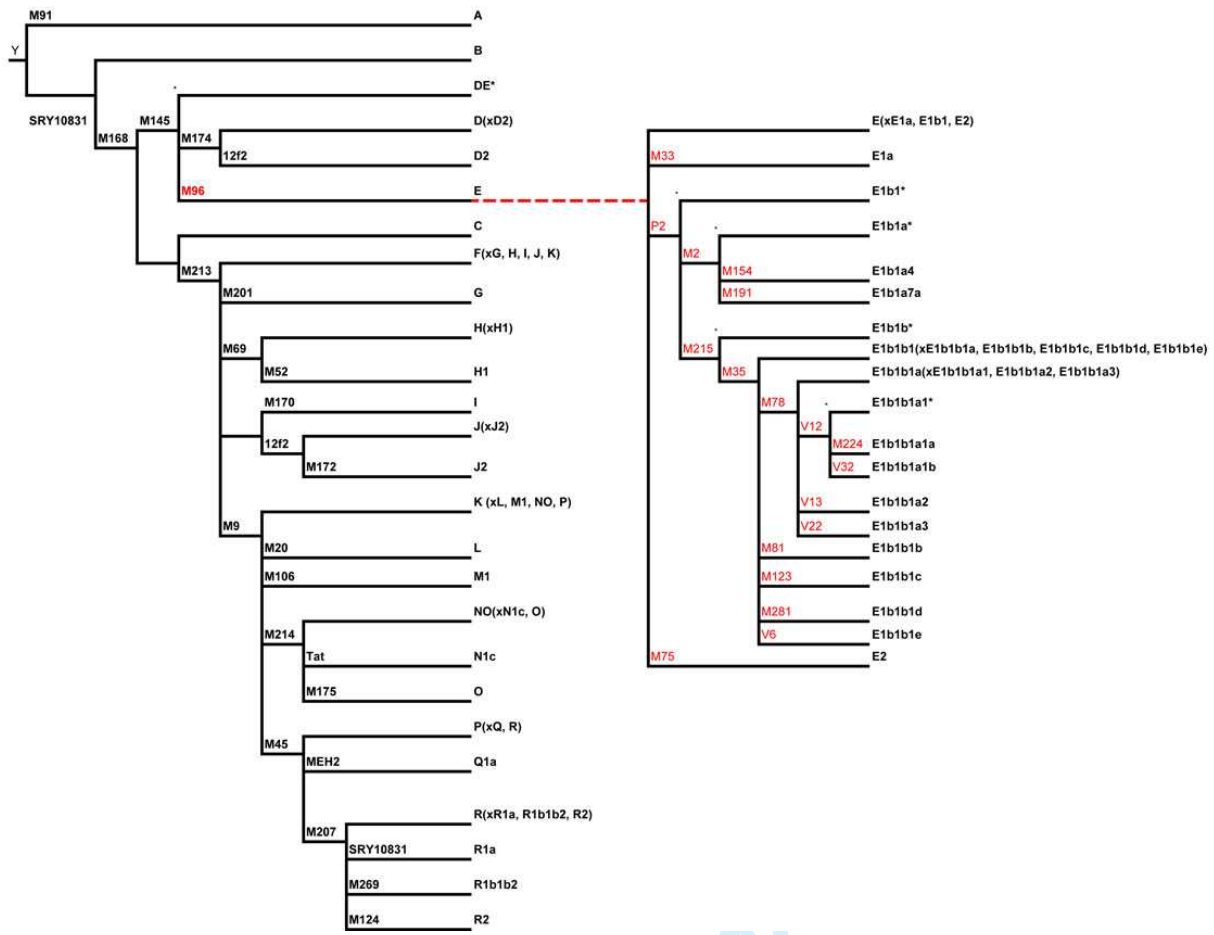 M91
A
Y
B
DE*
SRY10831
M145
M168
M174
D(xD2)
12f2
D2
M96
E
C
M213
F(xG, H, I, J, K)
M201
G
H(xH1)
M69
M52
H1
M170
I
12f2
J(xJ2)
M172
J2
K (xL, M1, NO, P)
M9
M20
L
M106
M1
NO(xN1c, O)
M214
Tat
N1c
M175
O
P(xQ, R)
M45
MEH2
Q1a
R(xR1a, R1b1b2, R2)
M207
SRY10831
R1a
M269
R1b1b2
M124
R2
E(xE1a, E1b1, E2)
M33
E1a
E1b1*
P2
E1b1a*
M2
M154
E1b1a4
M191
E1b1a7a
E1b1b*
M215
E1b1b1(xE1b1b1a, E1b1b1b, E1b1b1c, E1b1b1d, E1b1b1e)
M35
E1b1b1a(xE1b1b1a1, E1b1b1a2, E1b1b1a3)
M78
E1b1b1a1*
V12
M224
E1b1b1a1a
V32
E1b1b1a1b
V13
E1b1b1a2
V22
E1b1b1a3
M81
E1b1b1b
M123
E1b1b1c
M281
E1b1b1d
V6
E1b1b1e
M75
E2